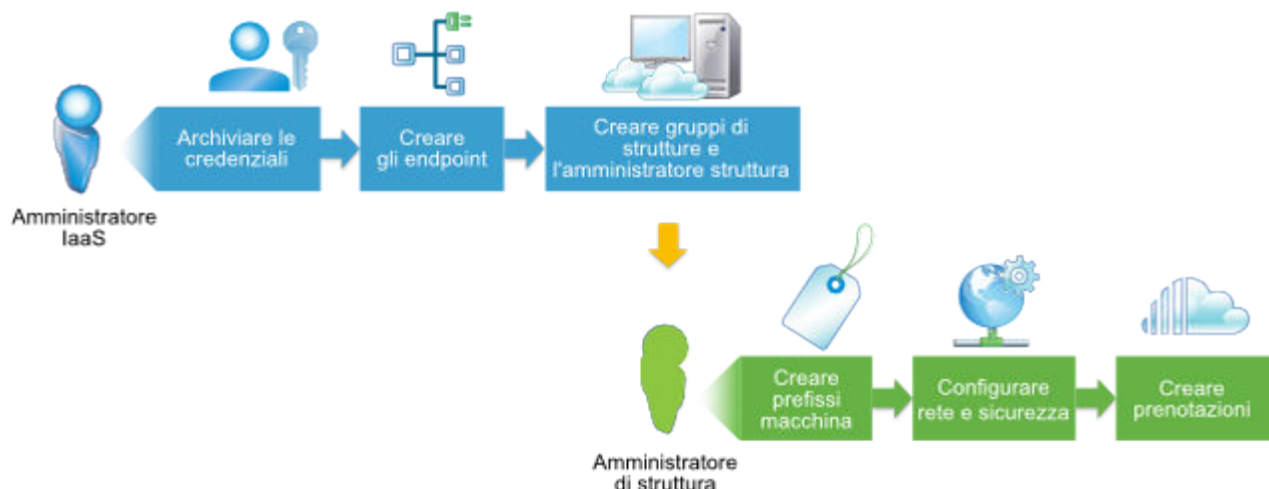 Archiviare le
credenziali
Creare
gli endpoint
Creare gruppi di
strutture e
l'amministratore struttura
Amministratore
IaaS
Creare
prefissi
macchina
Configurare
rete e sicurezza
Creare
prenotazioni
Amministratore
di struttura